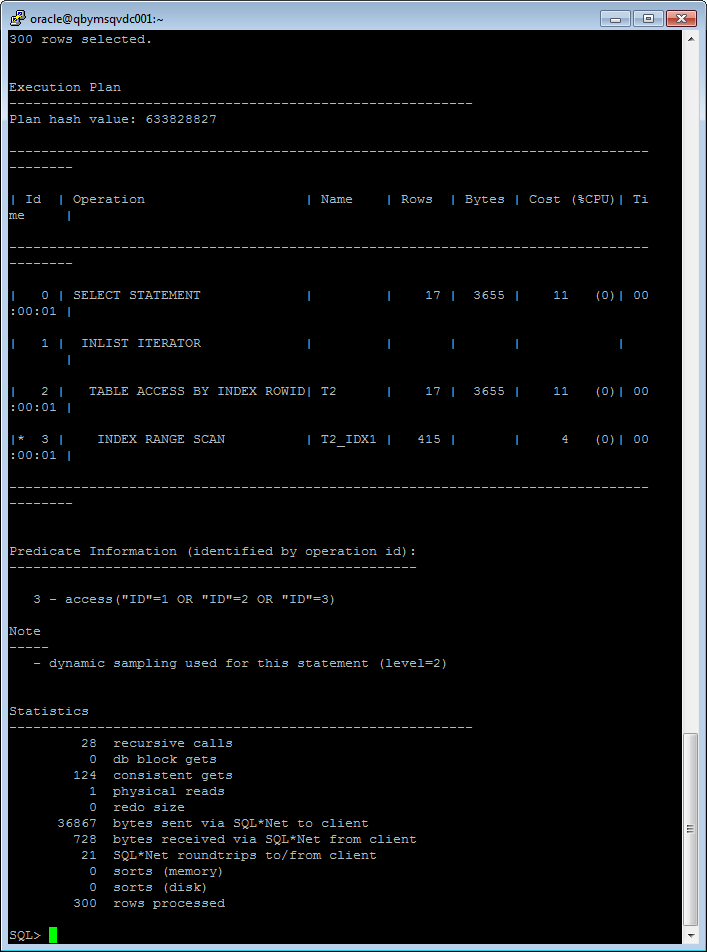 oracle@qbymsqvdc001:~
300 rows selected.
Execution Plan
----------------------------------------------------------
Plan hash value: 633828827
--------------------------------------------------------------------------------
--------
| Id  | Operation                    | Name    | Rows  | Bytes | Cost (%CPU)| Ti
me     |
--------------------------------------------------------------------------------
--------
|   0 | SELECT STATEMENT             |         |    17 |  3655 |    11   (0)| 00
:00:01 |
|   1 |  INLIST ITERATOR             |         |       |       |            |
       |
|   2 |   TABLE ACCESS BY INDEX ROWID| T2      |    17 |  3655 |    11   (0)| 00
:00:01 |
|*  3 |    INDEX RANGE SCAN          | T2_IDX1 |   415 |       |     4   (0)| 00
:00:01 |
--------------------------------------------------------------------------------
--------
Predicate Information (identified by operation id):
---------------------------------------------------
   3 - access("ID"=1 OR "ID"=2 OR "ID"=3)
Note
-----
   - dynamic sampling used for this statement (level=2)
Statistics
----------------------------------------------------------
         28  recursive calls
          0  db block gets
        124  consistent gets
          1  physical reads
          0  redo size
      36867  bytes sent via SQL*Net to client
        728  bytes received via SQL*Net from client
         21  SQL*Net roundtrips to/from client
          0  sorts (memory)
          0  sorts (disk)
        300  rows processed
SQL>